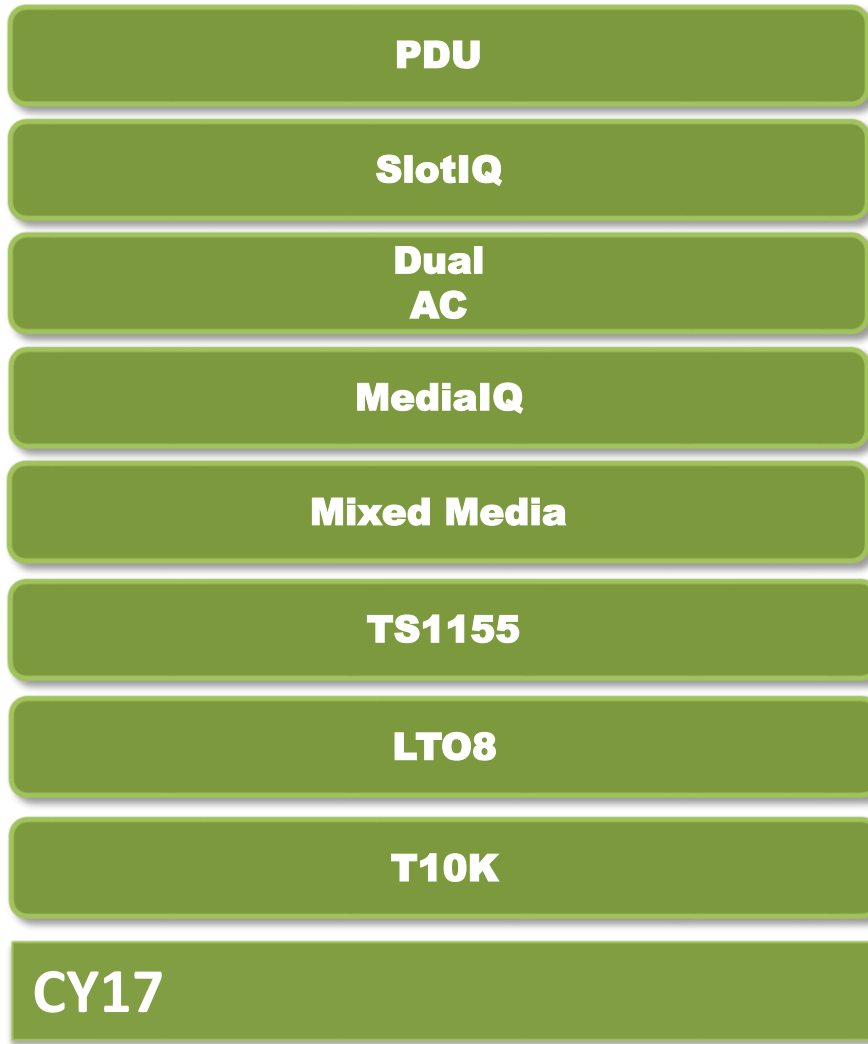 PDU
SlotIQ
Dual
AC
MediaIQ
Mixed Media
TS1155
LTO8
T10K
CY17